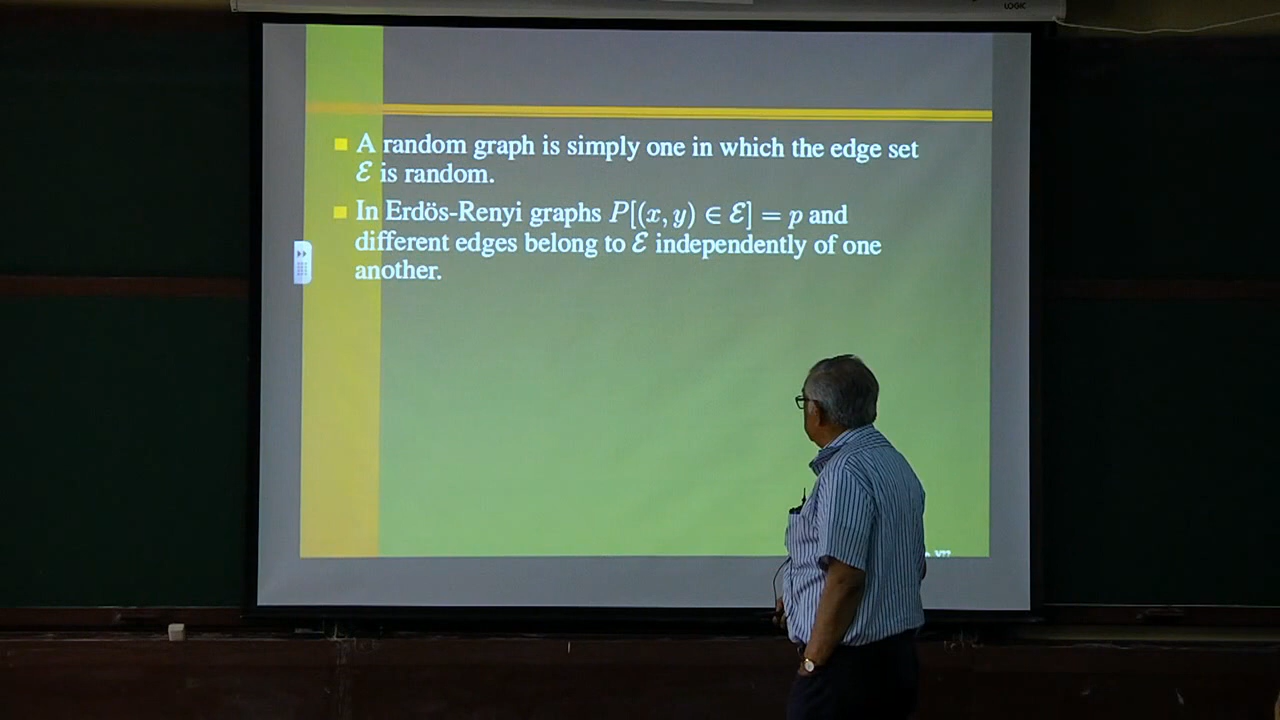 LOGIC
A random graph is simply one in which the edge set
ℰ is random.
In Erdös-Renyi graphs P[(x, y) ∈ ℰ] = p and
different edges belong to ℰ independently of one
another.